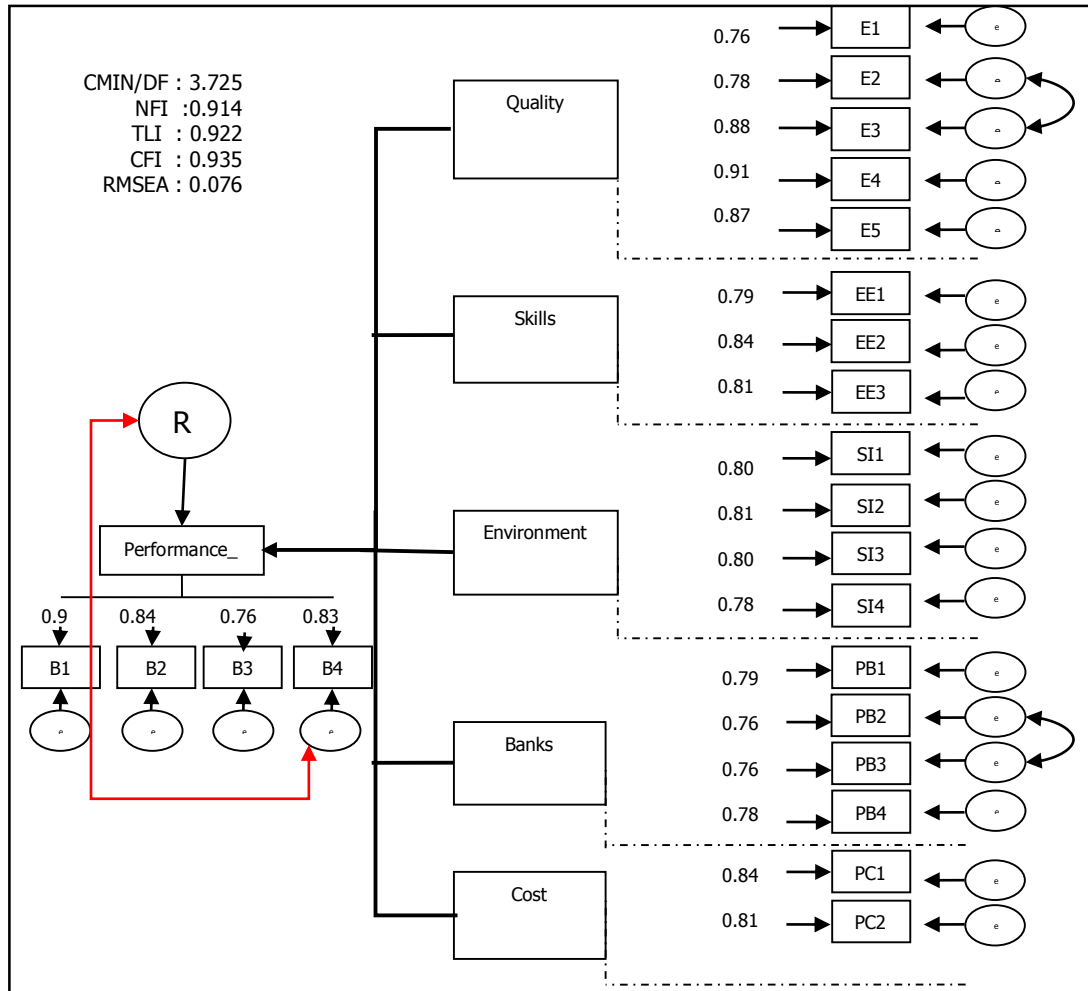 CMIN/DF : 3.725
NFI :0.914
TLI : 0.922
CFI : 0.935
RMSEA : 0.076
Quality
0.76 E1 e
0.78 E2
0.88 E3
0.91 E4
0.87 E5
Skills
0.79 EE1 e
0.84 EE2 e
0.81 EE3 e
R
Performance_
0.9 0.84 0.76 0.83
B1 B2 B3 B4
e e e e
Environment
0.80 SI1 e
0.81 SI2 e
0.80 SI3 e
0.78 SI4 e
Banks
0.79 PB1 e
0.76 PB2 e
0.76 PB3 e
0.78 PB4 e
Cost
0.84 PC1 e
0.81 PC2 e